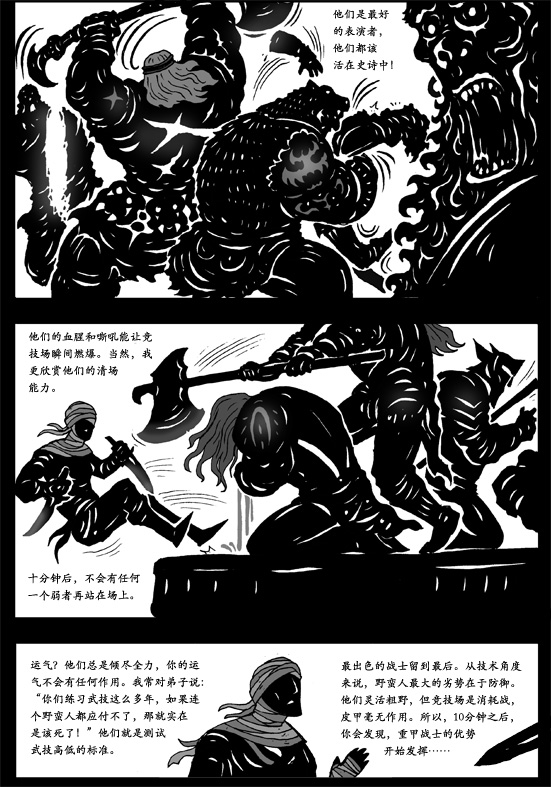 他们是最好
的表演者，
他们都该
活在史诗中！
他们的血腥和嘶吼能让竞
技场瞬间燃爆。当然，我
更欣赏他们的清场
能力。
十分钟后，不会有任何
一个弱者再站在场上。
运气？他们总是倾尽全力，你的运
气不会有任何作用。我常对弟子说：
“你们练习武技这么多年，如果连
个野蛮人都应付不了，那就实在
是该死了！”他们就是测试
武技高低的标准。
最出色的战士留到最后。从技术角度
来说，野蛮人最大的劣势在于防御。
他们灵活粗野，但竞技场是消耗战，
皮甲毫无作用。所以，10分钟之后，
你会发现，重甲战士的优势
开始发挥……